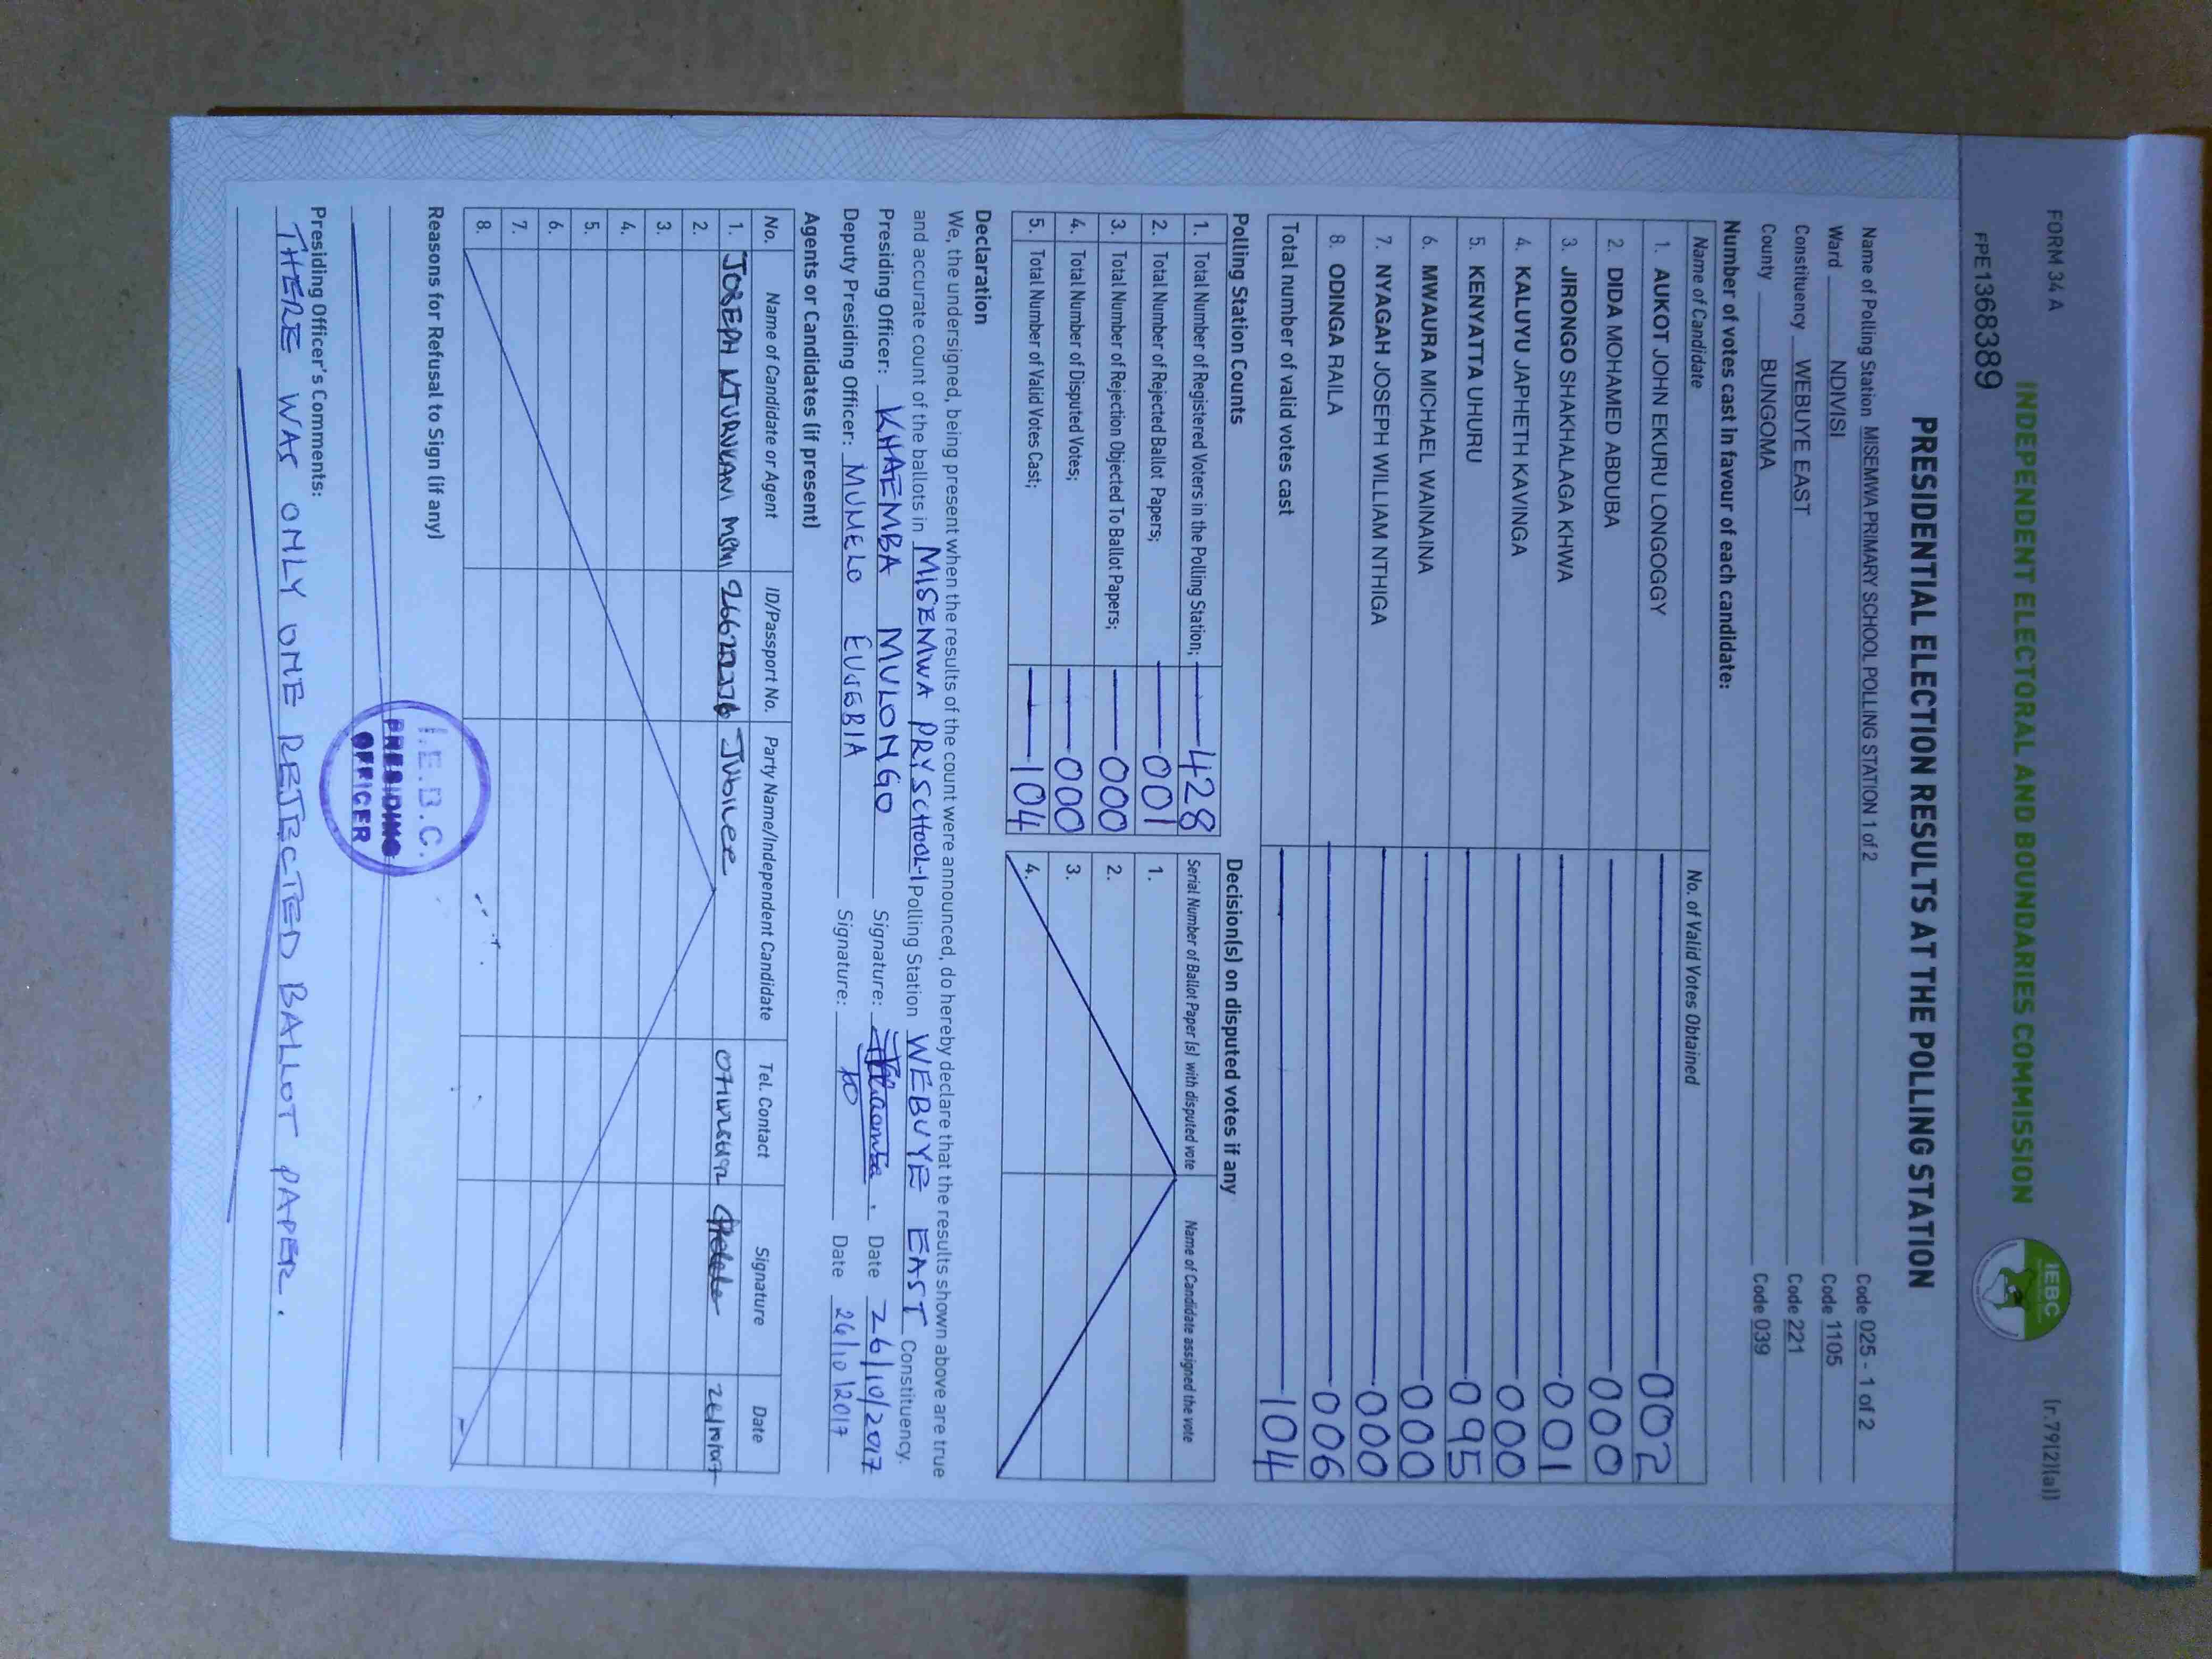 FORM 34 A
(r.79(2)(a))
INDEPENDENT ELECTORAL AND BOUNDARIES COMMISSION
IEBC
FPE1368389
PRESIDENTIAL ELECTION RESULTS AT THE POLLING STATION
Name of Polling Station MISEMWA PRIMARY SCHOOL POLLING STATION 1 of 2 Code 025 - 1 of 2
Ward NDIVISI Code 1105
Constituency WEBUYE EAST Code 221
County BUNGOMA Code 039
Number of votes cast in favour of each candidate:
Name of Candidate No. of Valid Votes Obtained
1. AUKOT JOHN EKURU LONGOGGY 002
2. DIDA MOHAMED ABDUBA 000
3. JIRONGO SHAKHALAGA KHWA 001
4. KALUYU JAPHETH KAVINGA 000
5. KENYATTA UHURU 095
6. MWAURA MICHAEL WAINAINA 000
7. NYAGAH JOSEPH WILLIAM NTHIGA 000
8. ODINGA RAILA 006
Total number of valid votes cast 104
Polling Station Counts
1. Total Number of Registered Voters in the Polling Station; 428
2. Total Number of Rejected Ballot Papers; 001
3. Total Number of Rejection Objected To Ballot Papers; 000
4. Total Number of Disputed Votes; 000
5. Total Number of Valid Votes Cast; 104
Decision(s) on disputed votes if any
Serial Number of Ballot Paper (s) with disputed vote Name of Candidate assigned the vote
1.
2.
3.
4.
Declaration
We, the undersigned, being present when the results of the count were announced, do hereby declare that the results shown above are true
and accurate count of the ballots in MISEMWA PRY SCHOOL-1 Polling Station WEBUYE EAST Constituency.
Presiding Officer: KHAEMBA MULONGO Signature: Date 26/10/2017
Deputy Presiding Officer: MUMELO EUSEBIA Signature: Date 26/10/2017
Agents or Candidates (if present)
No. Name of Candidate or Agent ID/Passport No. Party Name/Independent Candidate Tel. Contact Signature Date
1. JOSEPH Jubilee
2.
3.
4.
5.
6.
7.
8.
Reasons for Refusal to Sign (if any)
I.E.B.C.
PRESIDING
OFFICER
Presiding Officer's Comments:
THERE WAS ONLY ONE REJECTED BALLOT PAPER.